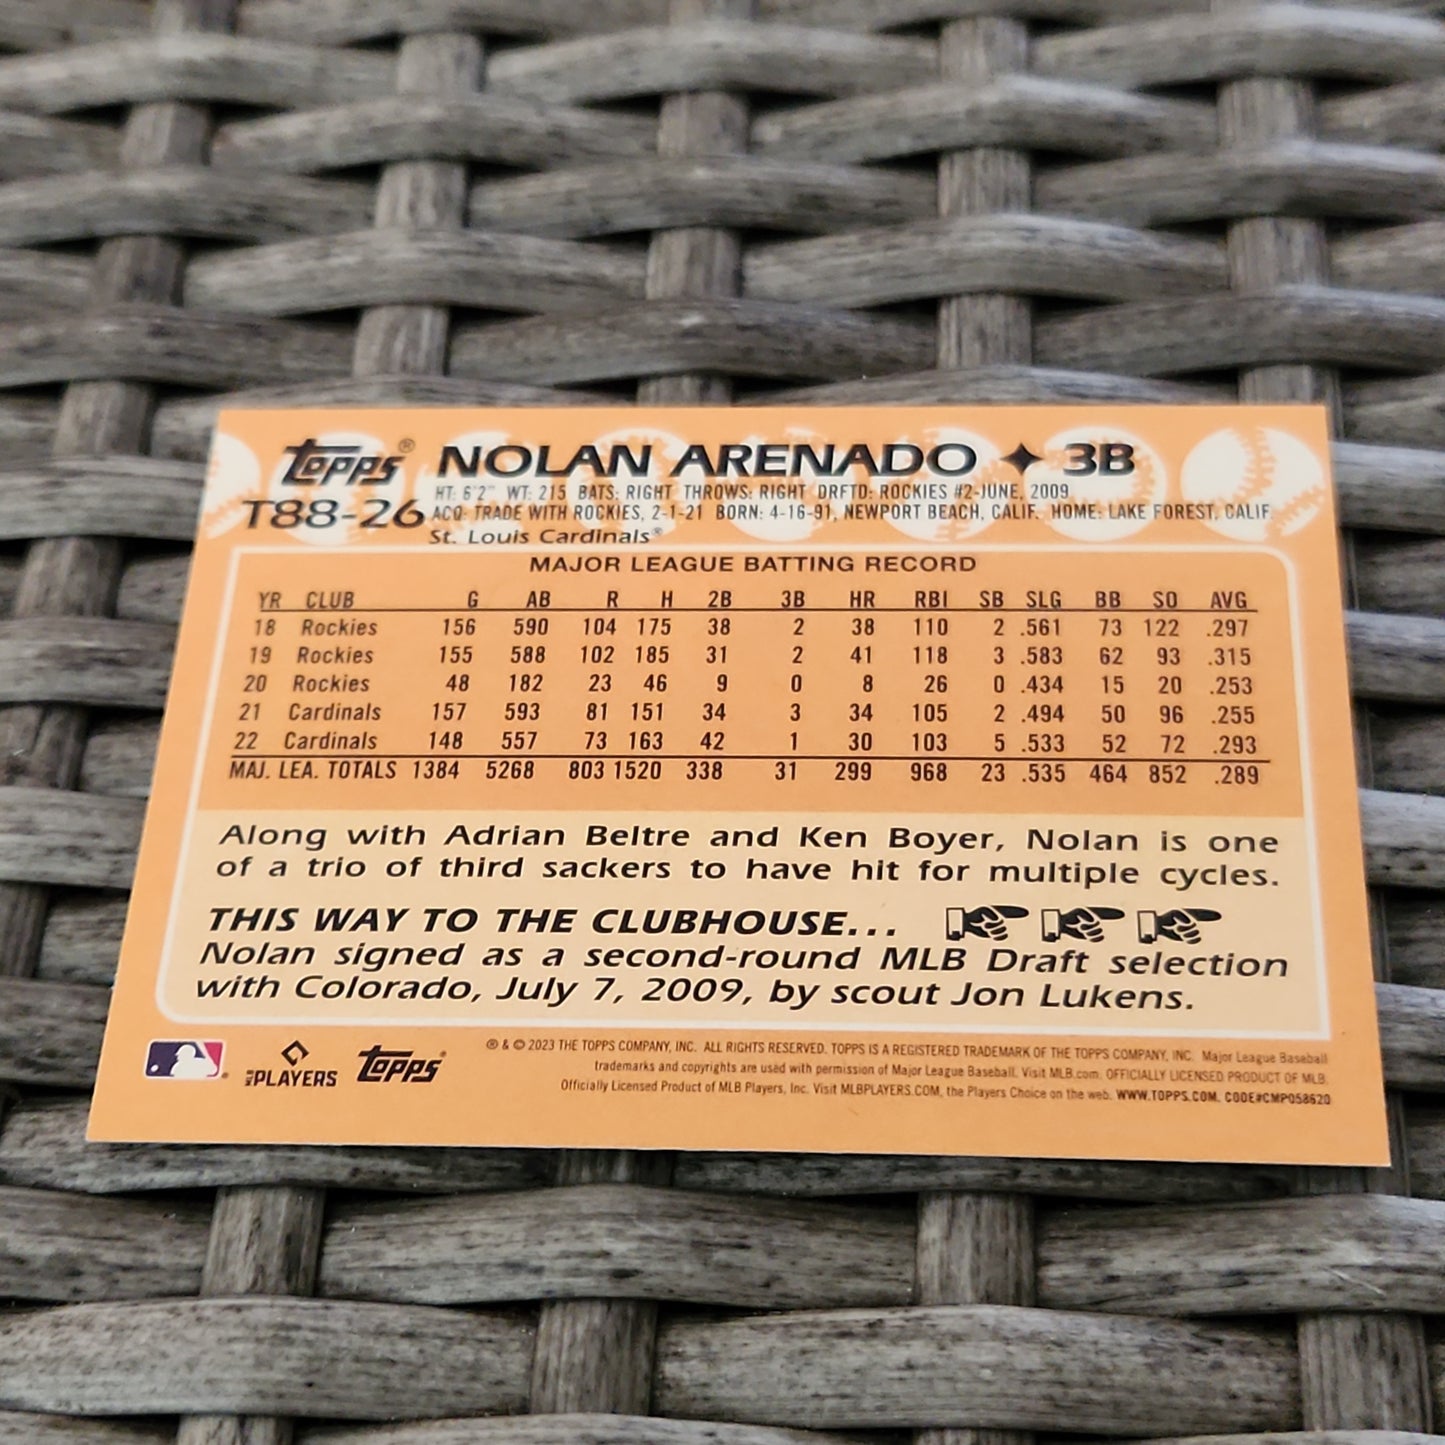 Topps® NOLAN ARENADO ✦ 3B
T88-26
HT: 6'2" WT: 215 BATS: RIGHT THROWS: RIGHT DRFTD: ROCKIES #2-JUNE, 2009
ACQ: TRADE WITH ROCKIES, 2-1-21 BORN: 4-16-91, NEWPORT BEACH, CALIF. HOME: LAKE FOREST, CALIF.
St. Louis Cardinals®
MAJOR LEAGUE BATTING RECORD
YR CLUB G AB R H 2B 3B HR RBI SB SLG BB SO AVG
18 Rockies 156 590 104 175 38 2 38 110 2 .561 73 122 .297
19 Rockies 155 588 102 185 31 2 41 118 3 .583 62 93 .315
20 Rockies 48 182 23 46 9 0 8 26 0 .434 15 20 .253
21 Cardinals 157 593 81 151 34 3 34 105 2 .494 50 96 .255
22 Cardinals 148 557 73 163 42 1 30 103 5 .533 52 72 .293
MAJ. LEA. TOTALS 1384 5268 803 1520 338 31 299 968 23 .535 464 852 .289
Along with Adrian Beltre and Ken Boyer, Nolan is one
of a trio of third sackers to have hit for multiple cycles.
THIS WAY TO THE CLUBHOUSE...
Nolan signed as a second-round MLB Draft selection
with Colorado, July 7, 2009, by scout Jon Lukens.
MLB PLAYERS Topps®
® & © 2023 THE TOPPS COMPANY, INC. ALL RIGHTS RESERVED. TOPPS IS A REGISTERED TRADEMARK OF THE TOPPS COMPANY, INC. Major League Baseball
trademarks and copyrights are used with permission of Major League Baseball. Visit MLB.com. OFFICIALLY LICENSED PRODUCT OF MLB.
Officially Licensed Product of MLB Players, Inc. Visit MLBPLAYERS.COM, the Players Choice on the web. WWW.TOPPS.COM. CODE#CMP058620